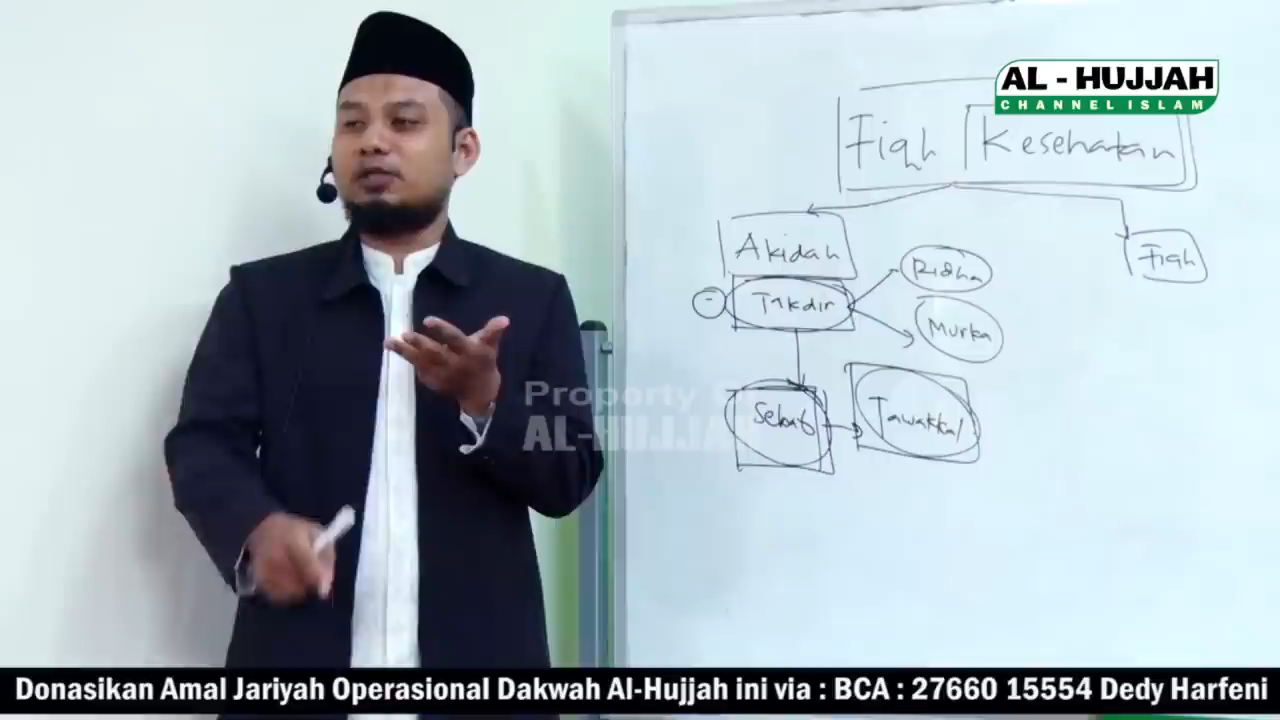 AL - HUJJAH
CHANNEL ISLAM
Fiqh Kesehatan
Akidah
Fiqh
Ridha
Takdir
Murka
Sebab
Tawakkal
Property Of
AL-HUJJAH
Donasikan Amal Jariyah Operasional Dakwah Al-Hujjah ini via : BCA : 27660 15554 Dedy Harfeni